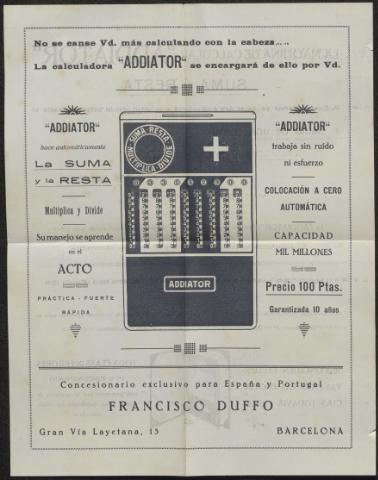 No se canse Vd. más calculando con la cabeza....
La calculadora "ADDIATOR" se encargará de ello por Vd.
"ADDIATOR"
hace automáticamente
La SUMA
y la RESTA
Multiplica y Divide
Su manejo se aprende
en el
ACTO
PRÁCTICA - FUERTE
RÁPIDA
SUMA-RESTA
MULTIPLICA
+
ADDIATOR
"ADDIATOR"
trabaja sin ruido
ni esfuerzo
COLOCACIÓN A CERO
AUTOMÁTICA
CAPACIDAD
MIL MILLONES
Precio 100 Ptas.
Garantizada 10 años
Concesionario exclusivo para España y Portugal
FRANCISCO DUFFO
Gran Vía Layetana, 15 BARCELONA